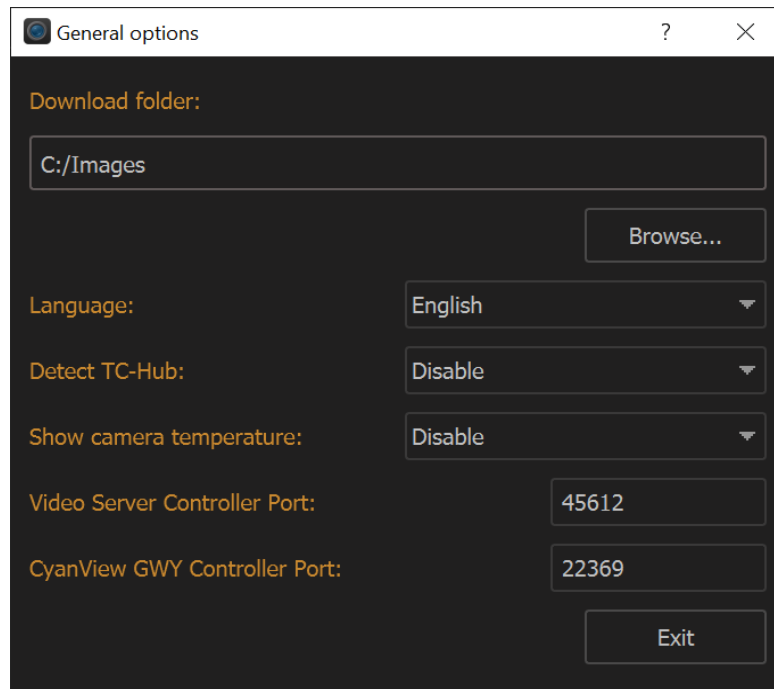 General options
Download folder:
C:/Images
Browse...
Language: English
Detect TC-Hub: Disable
Show camera temperature: Disable
Video Server Controller Port: 45612
CyanView GWY Controller Port: 22369
Exit